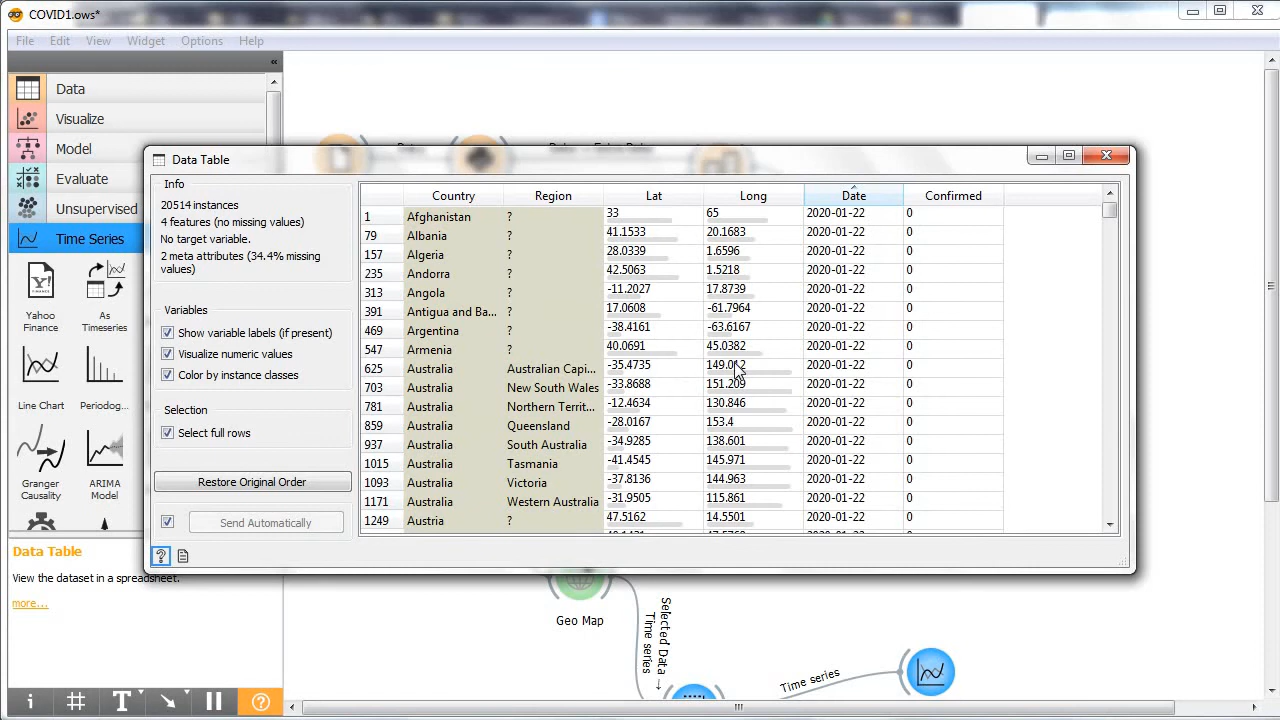 COVID1.ows*
File Edit View Widget Options Help
«
Data
Visualize
Model
Evaluate
Unsupervised
Time Series
Yahoo Finance
As Timeseries
Line Chart
Periodog...
Granger Causality
ARIMA Model
Data Table
View the dataset in a spreadsheet.
more...
Data Table
Info
20514 instances
4 features (no missing values)
No target variable.
2 meta attributes (34.4% missing
values)
Variables
Show variable labels (if present)
Visualize numeric values
Color by instance classes
Selection
Select full rows
Restore Original Order
Send Automatically
Country Region Lat Long Date Confirmed
1 Afghanistan ? 33 65 2020-01-22 0
79 Albania ? 41.1533 20.1683 2020-01-22 0
157 Algeria ? 28.0339 1.6596 2020-01-22 0
235 Andorra ? 42.5063 1.5218 2020-01-22 0
313 Angola ? -11.2027 17.8739 2020-01-22 0
391 Antigua and Ba... ? 17.0608 -61.7964 2020-01-22 0
469 Argentina ? -38.4161 -63.6167 2020-01-22 0
547 Armenia ? 40.0691 45.0382 2020-01-22 0
625 Australia Australian Capi... -35.4735 2020-01-22 0
703 Australia New South Wales -33.8688 151.209 2020-01-22 0
781 Australia Northern Territ... -12.4634 130.846 2020-01-22 0
859 Australia Queensland -28.0167 153.4 2020-01-22 0
937 Australia South Australia -34.9285 138.601 2020-01-22 0
1015 Australia Tasmania -41.4545 145.971 2020-01-22 0
1093 Australia Victoria -37.8136 144.963 2020-01-22 0
1171 Australia Western Australia -31.9505 115.861 2020-01-22 0
1249 Austria ? 47.5162 14.5501 2020-01-22 0
Geo Map
Selected Data →
Time series
Time series